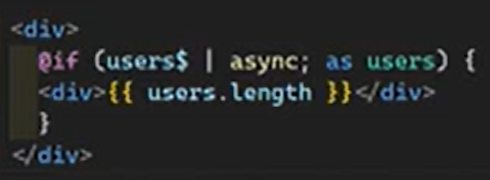 <div>
@if (users$ | async; as users) {
<div>{{ users.length }}</div>
}
</div>